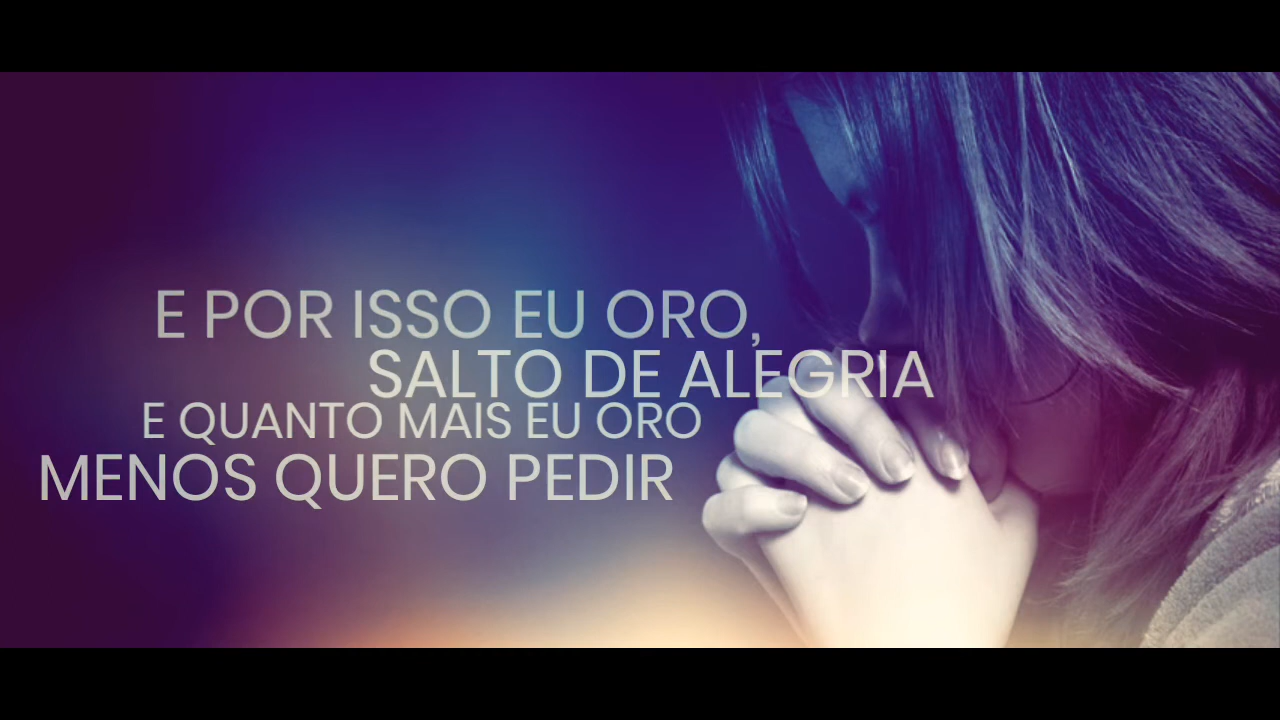 E POR ISSO EU ORO,
SALTO DE ALEGRIA
E QUANTO MAIS EU ORO
MENOS QUERO PEDIR